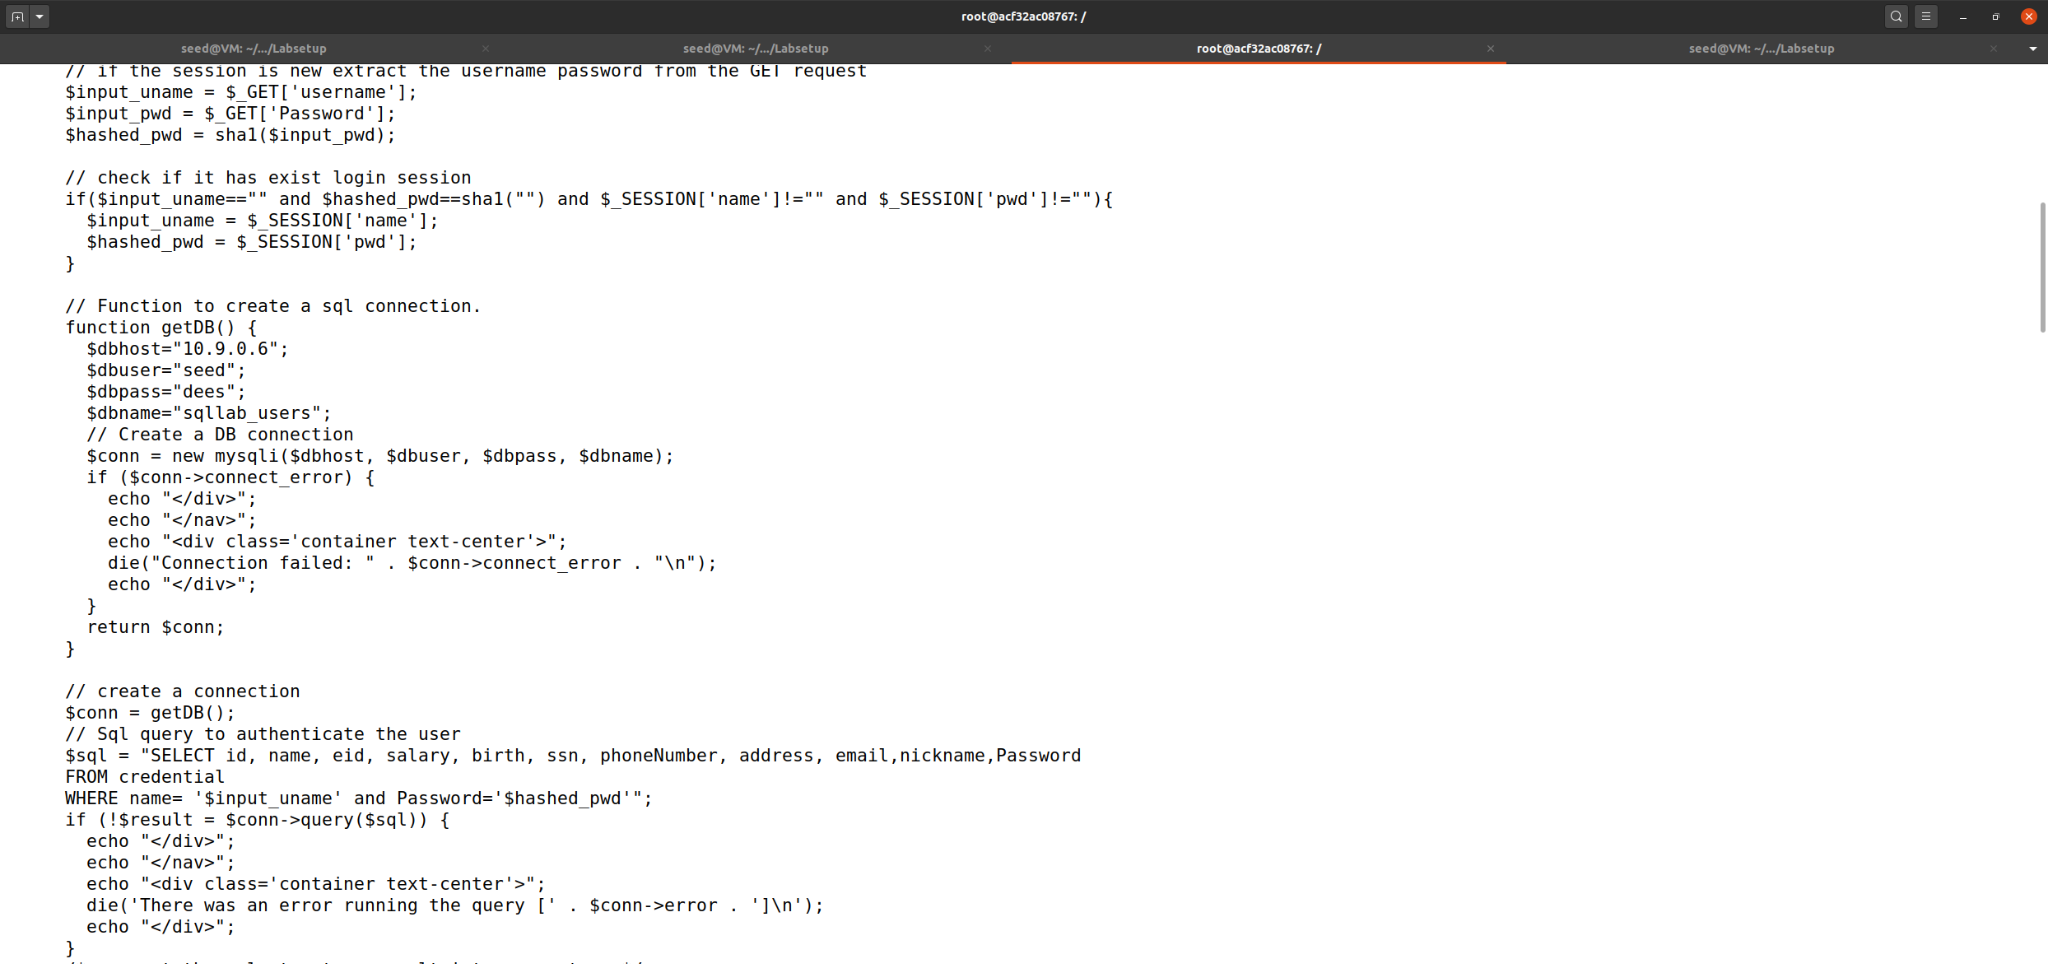 root@acf32ac08767: /
seed@VM: ~/.../Labsetup
seed@VM: ~/.../Labsetup
root@acf32ac08767: /
seed@VM: ~/.../Labsetup
// if the session is new extract the username password from the GET request
$input_uname = $_GET['username'];
$input_pwd = $_GET['Password'];
$hashed_pwd = sha1($input_pwd);
// check if it has exist login session
if($input_uname=="" and $hashed_pwd==sha1("") and $_SESSION['name']!="" and $_SESSION['pwd']!=""){
  $input_uname = $_SESSION['name'];
  $hashed_pwd = $_SESSION['pwd'];
}
// Function to create a sql connection.
function getDB() {
  $dbhost="10.9.0.6";
  $dbuser="seed";
  $dbpass="dees";
  $dbname="sqllab_users";
  // Create a DB connection
  $conn = new mysqli($dbhost, $dbuser, $dbpass, $dbname);
  if ($conn->connect_error) {
    echo "</div>";
    echo "</nav>";
    echo "<div class='container text-center'>";
    die("Connection failed: " . $conn->connect_error . "\n");
    echo "</div>";
  }
  return $conn;
}
// create a connection
$conn = getDB();
// Sql query to authenticate the user
$sql = "SELECT id, name, eid, salary, birth, ssn, phoneNumber, address, email,nickname,Password
FROM credential
WHERE name= '$input_uname' and Password='$hashed_pwd'";
if (!$result = $conn->query($sql)) {
  echo "</div>";
  echo "</nav>";
  echo "<div class='container text-center'>";
  die('There was an error running the query [' . $conn->error . ']\n');
  echo "</div>";
}